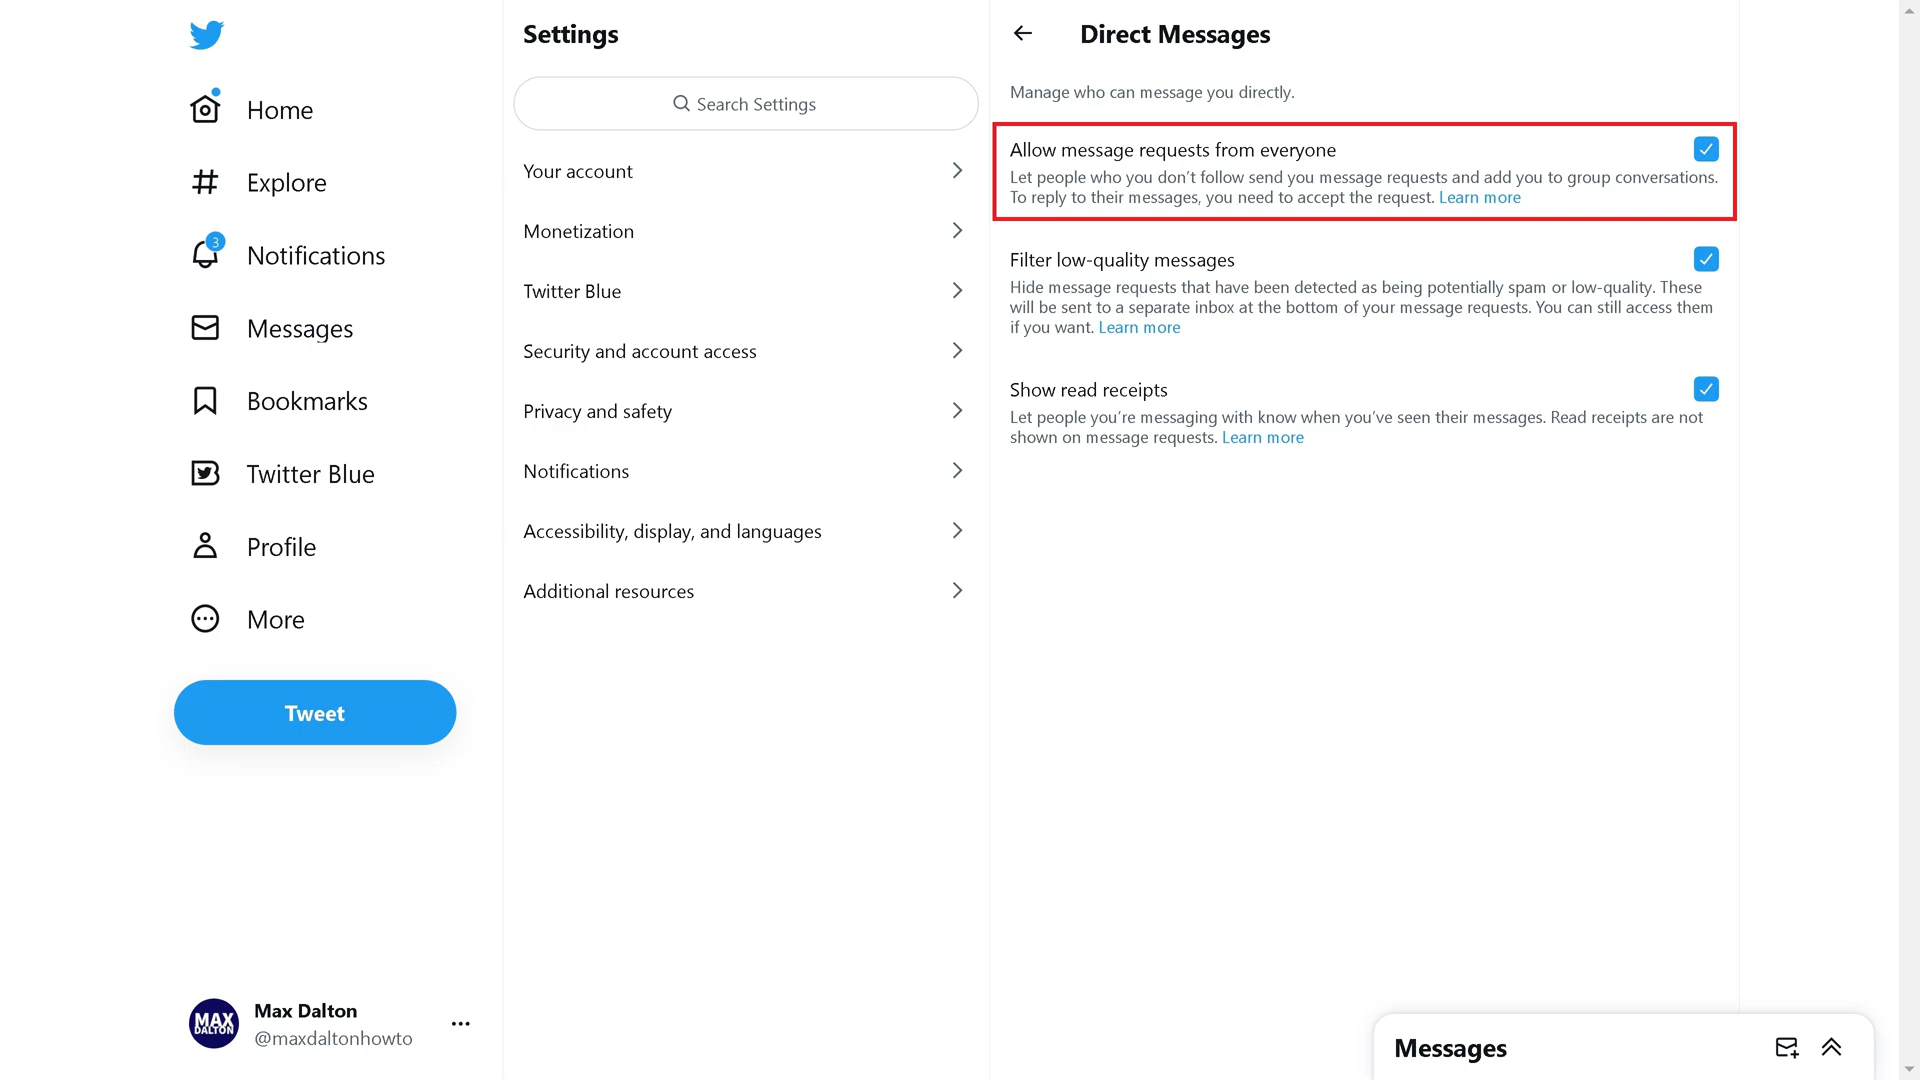 Home
Explore
3
Notifications
Messages
Bookmarks
Twitter Blue
Profile
More
Tweet
MAX
DALTON
Max Dalton
@maxdaltonhowto
Settings
Search Settings
Your account
Monetization
Twitter Blue
Security and account access
Privacy and safety
Notifications
Accessibility, display, and languages
Additional resources
Direct Messages
Manage who can message you directly.
Allow message requests from everyone
Let people who you don’t follow send you message requests and add you to group conversations.
To reply to their messages, you need to accept the request. Learn more
Filter low-quality messages
Hide message requests that have been detected as being potentially spam or low-quality. These
will be sent to a separate inbox at the bottom of your message requests. You can still access them
if you want. Learn more
Show read receipts
Let people you’re messaging with know when you’ve seen their messages. Read receipts are not
shown on message requests. Learn more
Messages